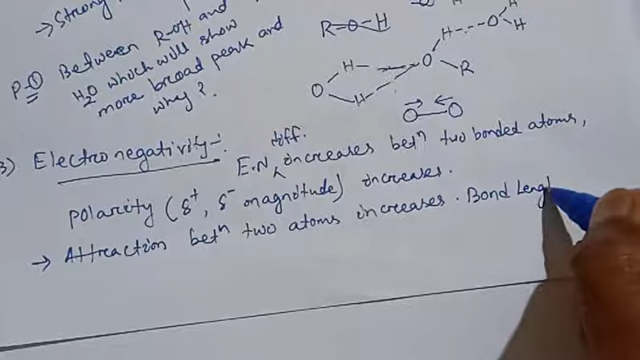 → Strong
P-① Between R-OH and
H2O which will show
more broad peak and
why?
R-O-H
H
O
H
H
O
H
O
H
R
O
O
3) Electronegativity-:
diff.
E.N ∧ increases betn two bonded atoms,
polarity (δ+, δ- magnitude) increases.
→ Attraction betn two atoms increases. Bond Leng